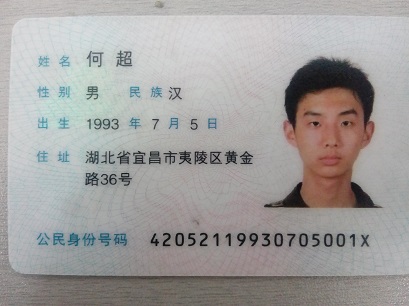 姓名 何超
性别 男 民族 汉
出生 1993 年 7 月 5 日
住址 湖北省宜昌市夷陵区黄金
路36号
公民身份号码 42052119930705001X